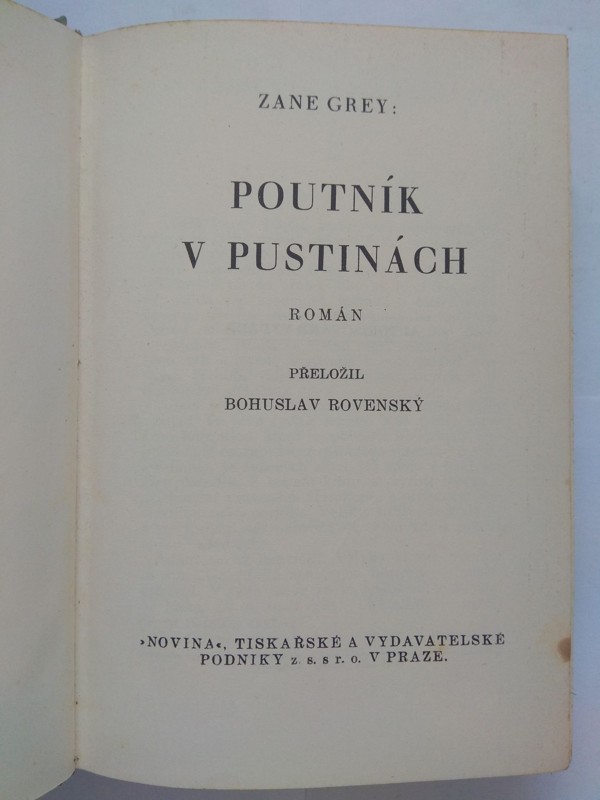 ZANE GREY:
POUTNÍK
V PUSTINÁCH
ROMÁN
PŘELOŽIL
BOHUSLAV ROVENSKÝ
›NOVINA‹, TISKAŘSKÉ A VYDAVATELSKÉ
PODNIKY z. s. s r. o. V PRAZE.